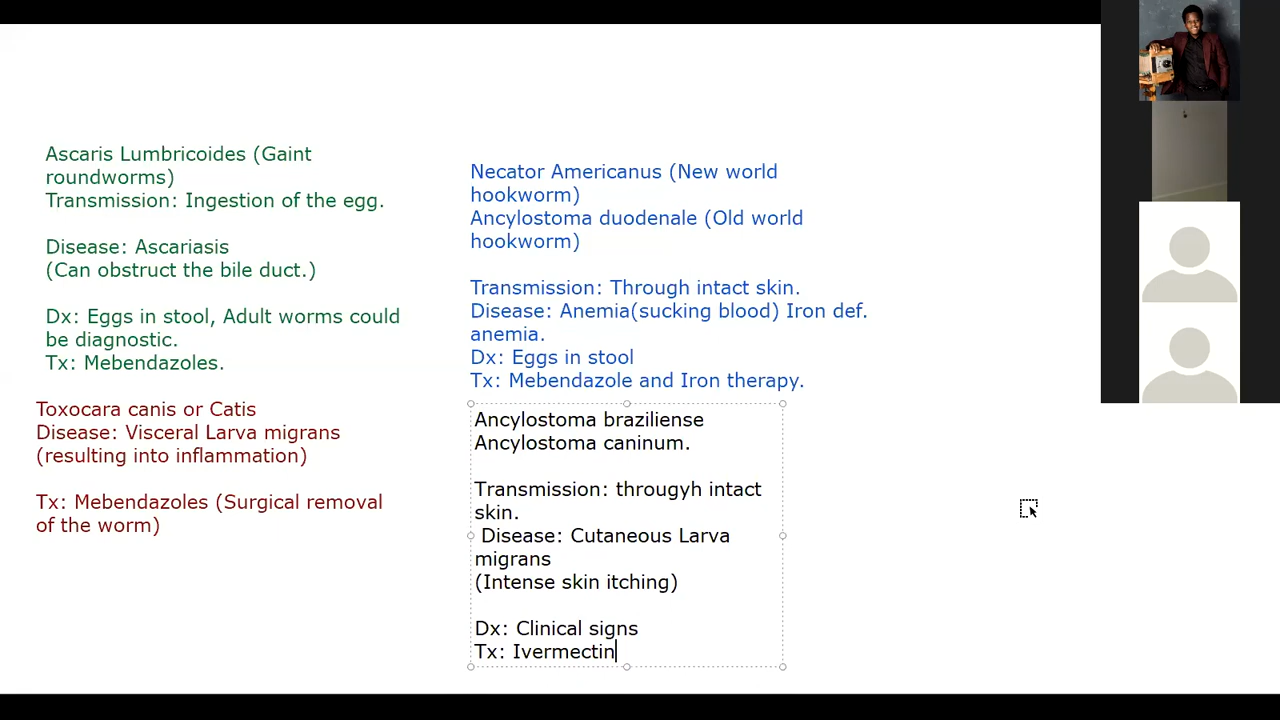 Ascaris Lumbricoides (Gaint
roundworms)
Transmission: Ingestion of the egg.
Disease: Ascariasis
(Can obstruct the bile duct.)
Dx: Eggs in stool, Adult worms could
be diagnostic.
Tx: Mebendazoles.
Toxocara canis or Catis
Disease: Visceral Larva migrans
(resulting into inflammation)
Tx: Mebendazoles (Surgical removal
of the worm)
Necator Americanus (New world
hookworm)
Ancylostoma duodenale (Old world
hookworm)
Transmission: Through intact skin.
Disease: Anemia(sucking blood) Iron def.
anemia.
Dx: Eggs in stool
Tx: Mebendazole and Iron therapy.
Ancylostoma braziliense
Ancylostoma caninum.
Transmission: througyh intact
skin.
Disease: Cutaneous Larva
migrans
(Intense skin itching)
Dx: Clinical signs
Tx: Ivermectin